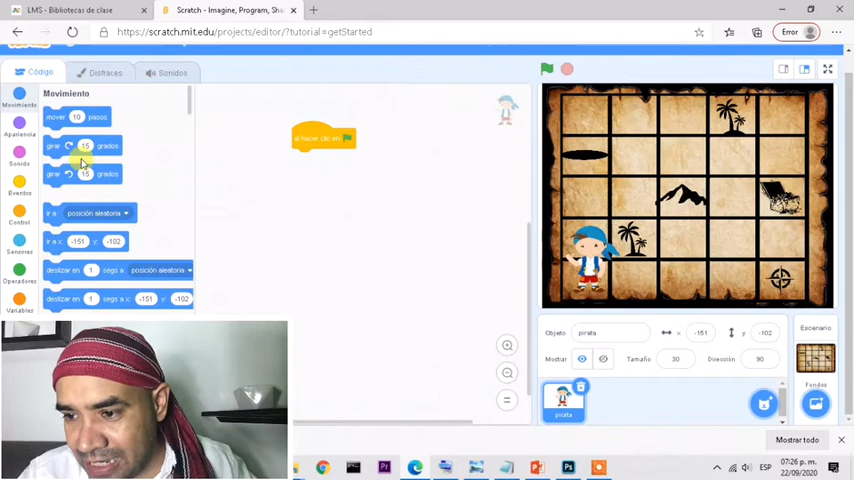 LMS - Bibliotecas de clase
Scratch - Imagine, Program, Shar
https://scratch.mit.edu/projects/editor/?tutorial=getStarted
Error
Código
Disfraces
Sonidos
Movimiento
Movimiento
Apariencia
Sonido
Eventos
Control
Sensores
Operadores
Variables
mover 10 pasos
girar 15 grados
girar 15 grados
ir a posición aleatoria
ir a x: -151 y: -102
deslizar en 1 segs a posición aleatoria
deslizar en 1 segs a x: -151 y: -102
al hacer clic en
Objeto pirata x -151 y -102
Mostrar Tamaño 30 Dirección 90
pirata
Escenario
Fondos
Mostrar todo
ESP
07:26 p. m.
22/09/2020